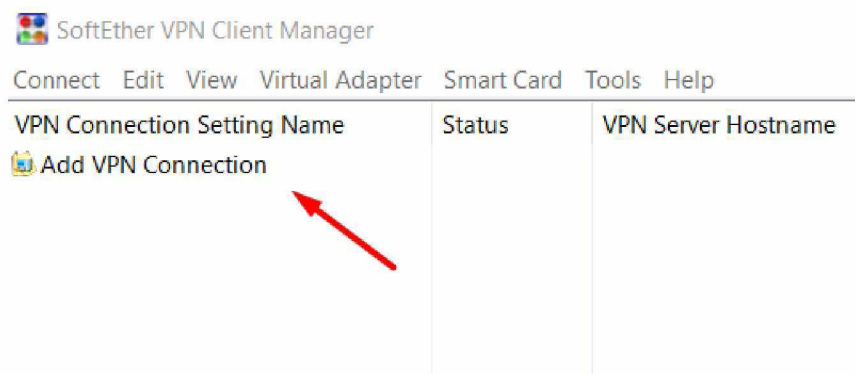 SoftEther VPN Client Manager
Connect Edit View Virtual Adapter Smart Card Tools Help
VPN Connection Setting Name Status VPN Server Hostname
Add VPN Connection